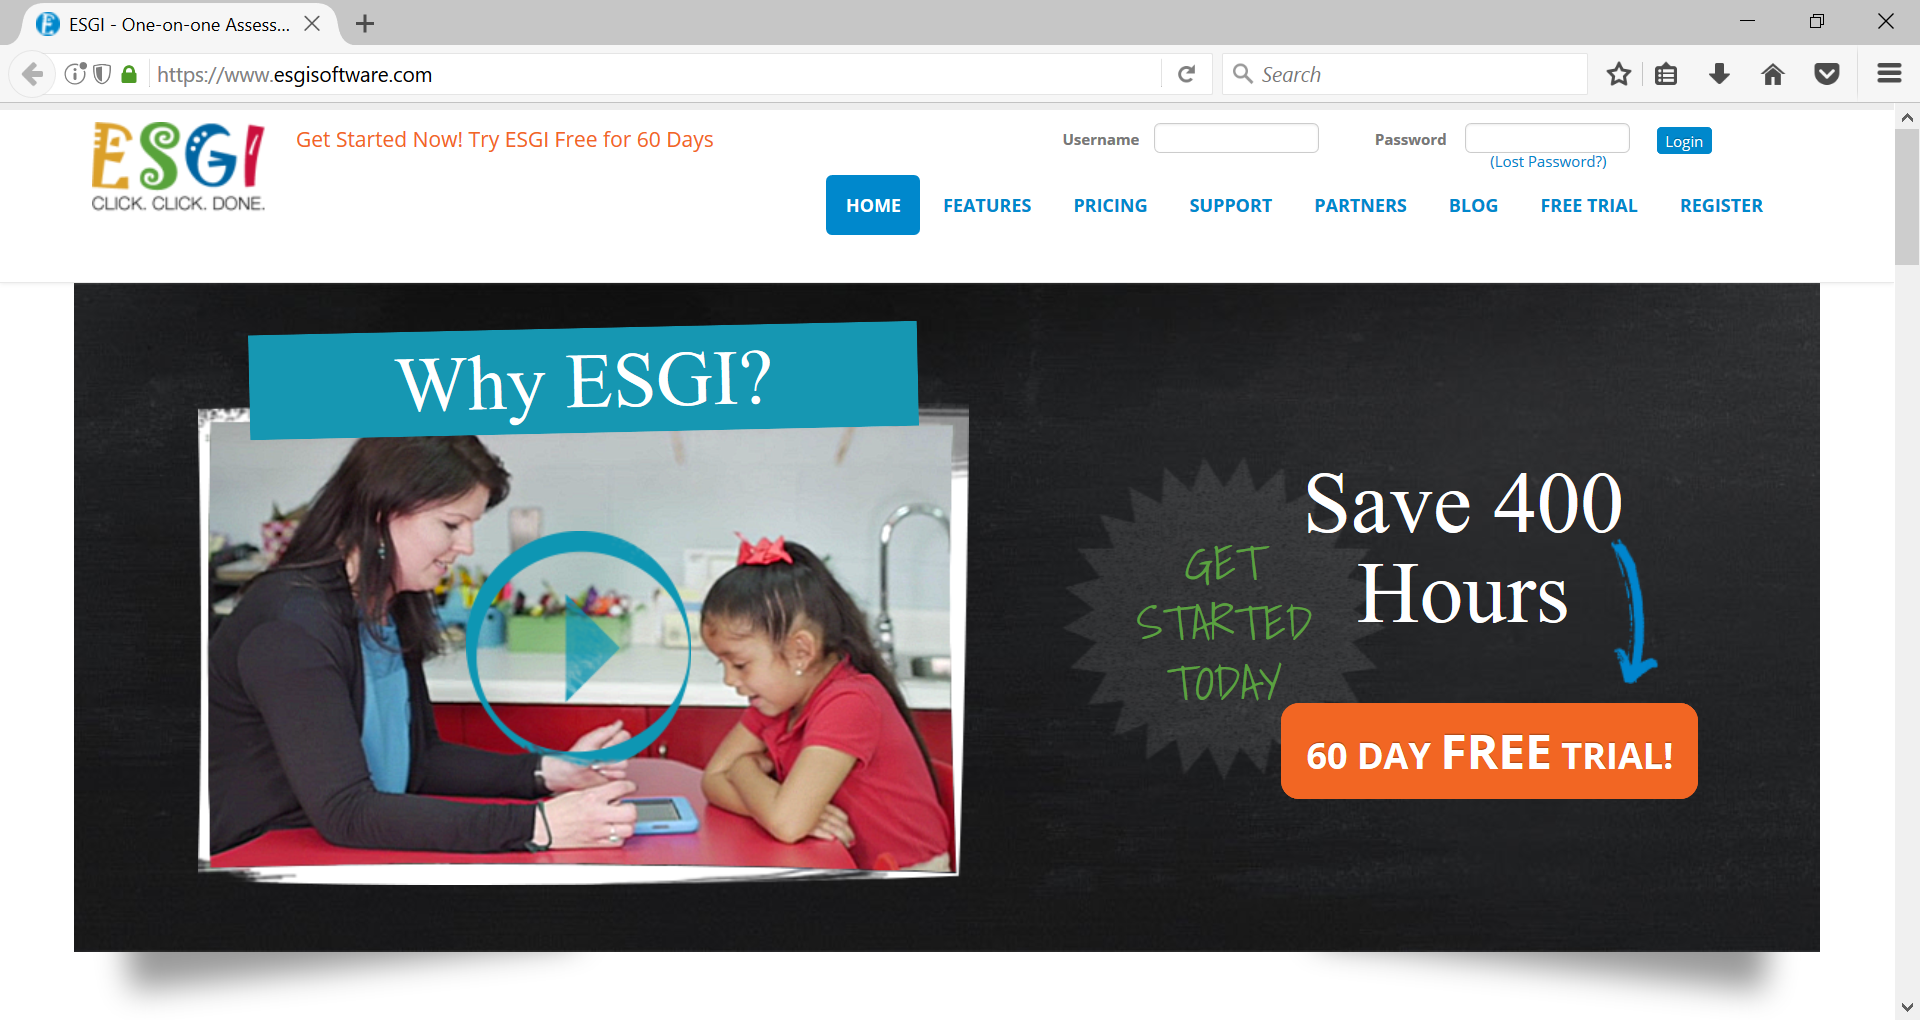 ESGI - One-on-one Assess...
https://www.esgisoftware.com
Search
ESGI
CLICK. CLICK. DONE.
Get Started Now! Try ESGI Free for 60 Days
Username
Password
Login
(Lost Password?)
HOME FEATURES PRICING SUPPORT PARTNERS BLOG FREE TRIAL REGISTER
Why ESGI?
Save 400
Hours
GET
STARTED
TODAY
60 DAY FREE TRIAL!